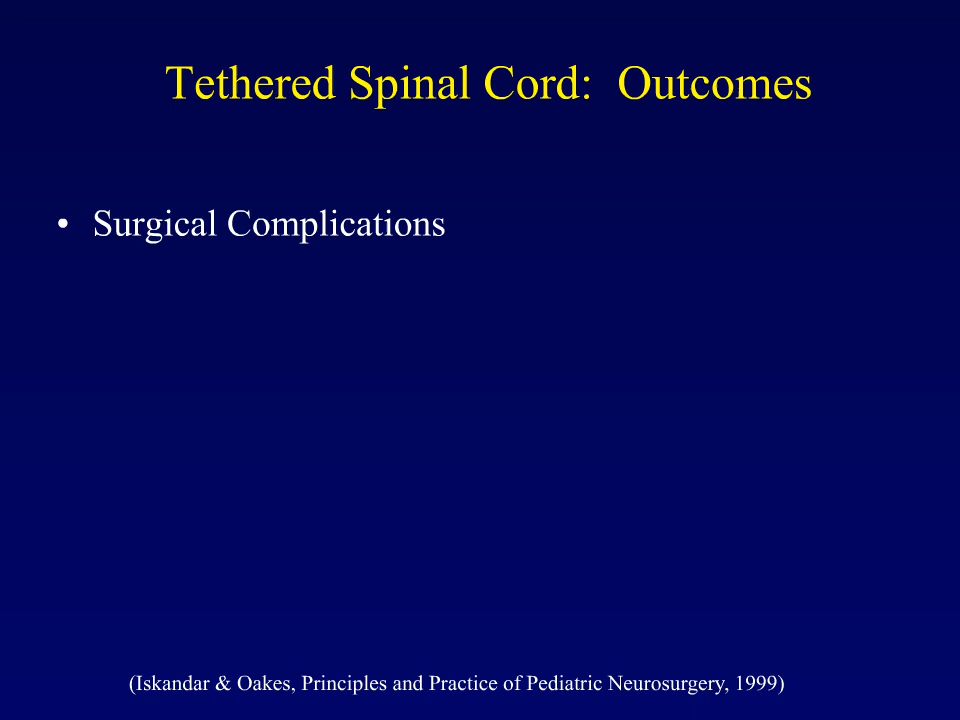 Tethered Spinal Cord:  Outcomes
• Surgical Complications
(Iskandar & Oakes, Principles and Practice of Pediatric Neurosurgery, 1999)